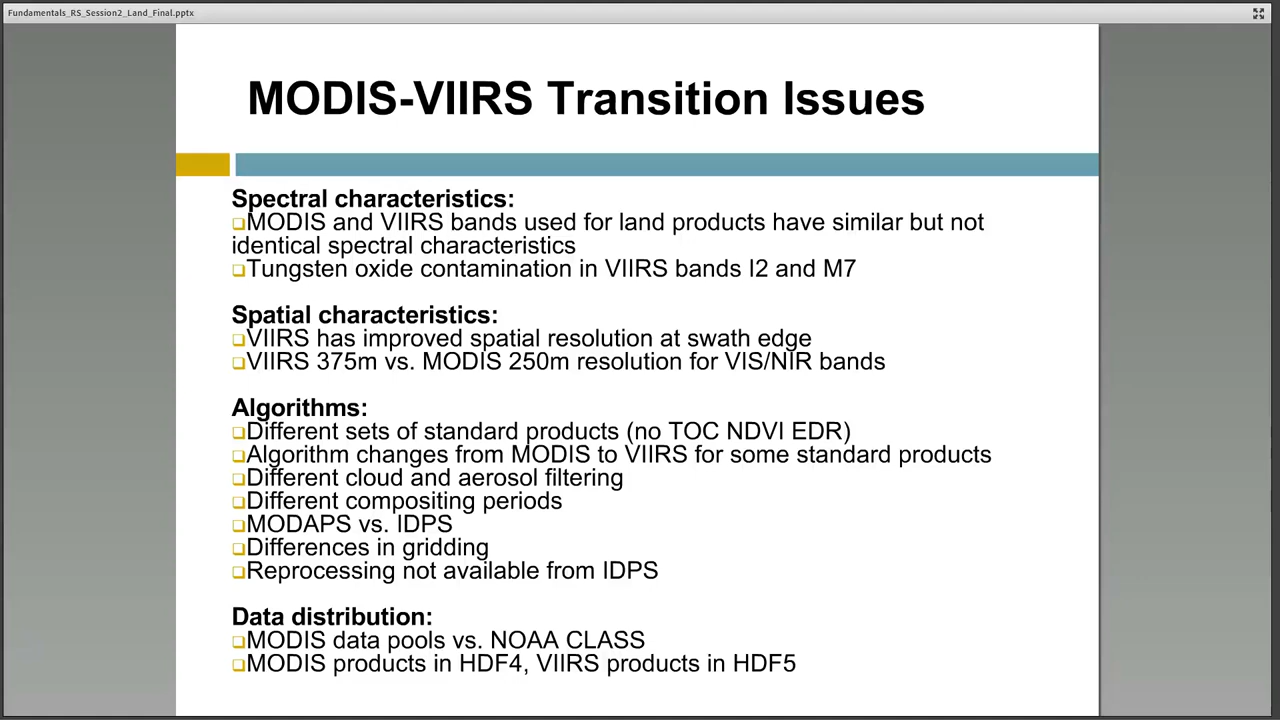 Fundamentals_RS_Session2_Land_Final.pptx
MODIS-VIIRS Transition Issues
Spectral characteristics:
❑MODIS and VIIRS bands used for land products have similar but not
identical spectral characteristics
❑Tungsten oxide contamination in VIIRS bands I2 and M7
Spatial characteristics:
❑VIIRS has improved spatial resolution at swath edge
❑VIIRS 375m vs. MODIS 250m resolution for VIS/NIR bands
Algorithms:
❑Different sets of standard products (no TOC NDVI EDR)
❑Algorithm changes from MODIS to VIIRS for some standard products
❑Different cloud and aerosol filtering
❑Different compositing periods
❑MODAPS vs. IDPS
❑Differences in gridding
❑Reprocessing not available from IDPS
Data distribution:
❑MODIS data pools vs. NOAA CLASS
❑MODIS products in HDF4, VIIRS products in HDF5